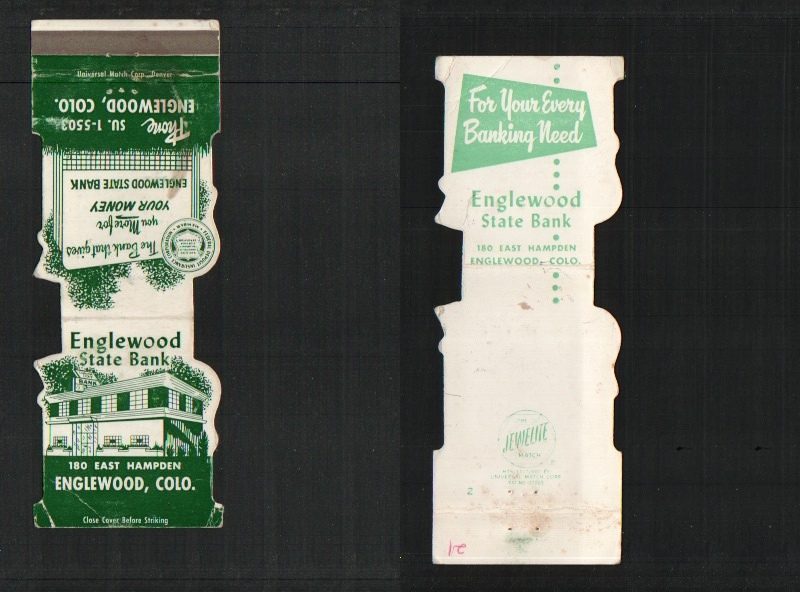 Universal Match Corp., Denver
Phone
SU. 1-5503
ENGLEWOOD, COLO.
The Bank that gives
you More for
YOUR MONEY
ENGLEWOOD STATE BANK
Englewood
State Bank
BANK
180 EAST HAMPDEN
ENGLEWOOD, COLO.
Close Cover Before Striking
For Your Every
Banking Need
Englewood
State Bank
180 EAST HAMPDEN
ENGLEWOOD, COLO.
THE
JEWELITE
MATCH
UNIVERSAL MATCH CORP.
Z
21